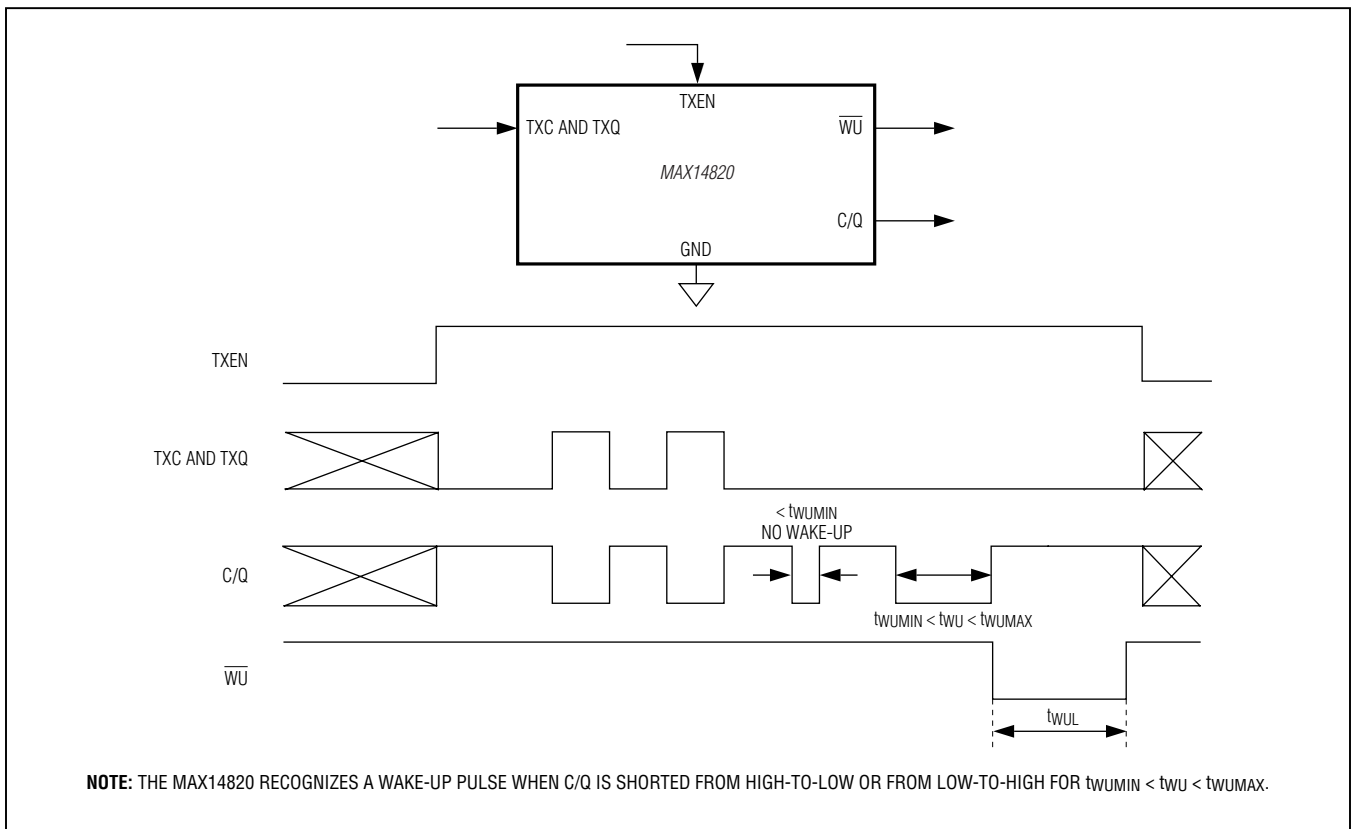 TXEN
TXC AND TXQ
WU
MAX14820
C/Q
GND
TXEN
TXC AND TXQ
< tWUMIN
NO WAKE-UP
C/Q
tWUMIN < tWU < tWUMAX
WU
tWUL
NOTE: THE MAX14820 RECOGNIZES A WAKE-UP PULSE WHEN C/Q IS SHORTED FROM HIGH-TO-LOW OR FROM LOW-TO-HIGH FOR tWUMIN < tWU < tWUMAX.